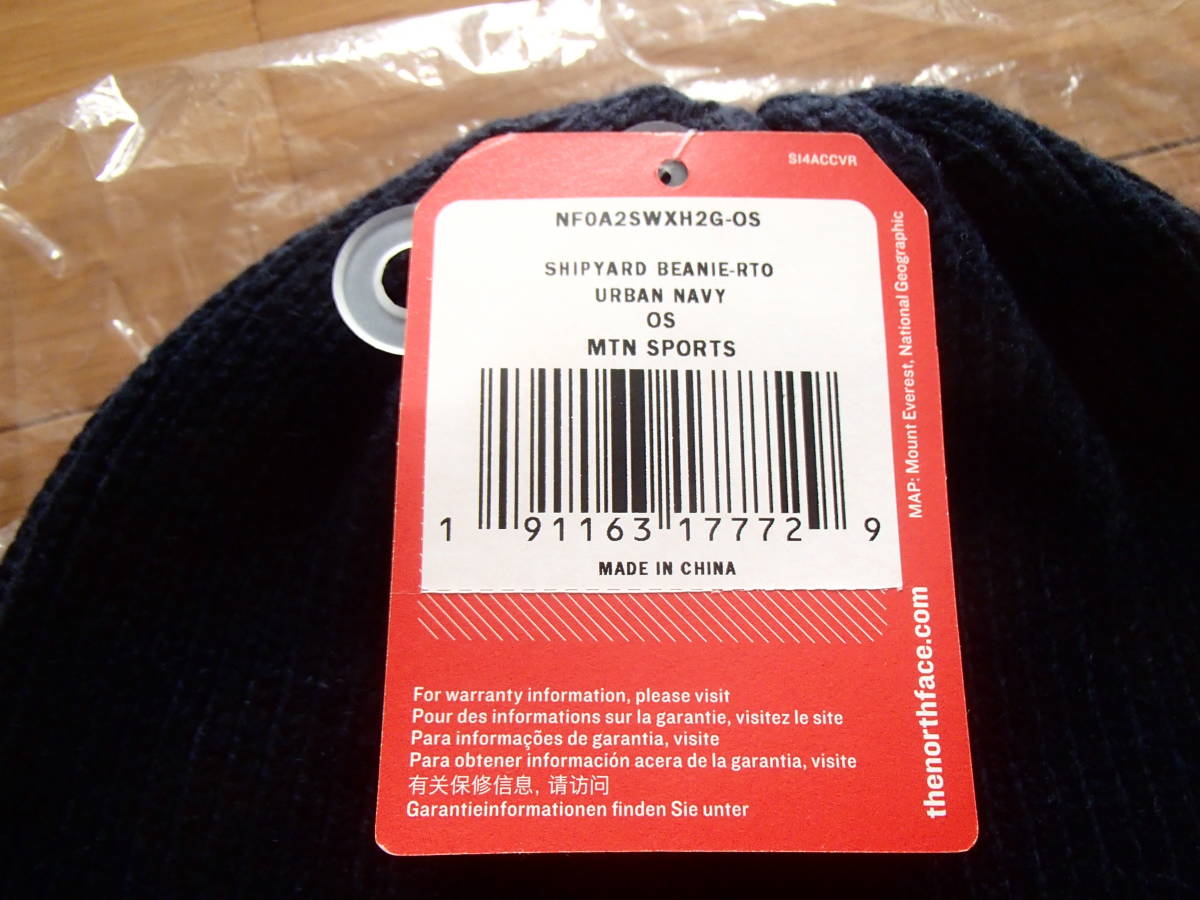 SI4ACCVR
NF0A2SWXH2G-OS
SHIPYARD BEANIE-RTO
URBAN NAVY
OS
MTN SPORTS
1 91163 17772 9
MADE IN CHINA
MAP: Mount Everest, National Geographic
thenorthface.com
For warranty information, please visit
Pour des informations sur la garantie, visitez le site
Para informações de garantia, visite
Para obtener información acera de la garantia, visite
有关保修信息, 请访问
Garantieinformationen finden Sie unter